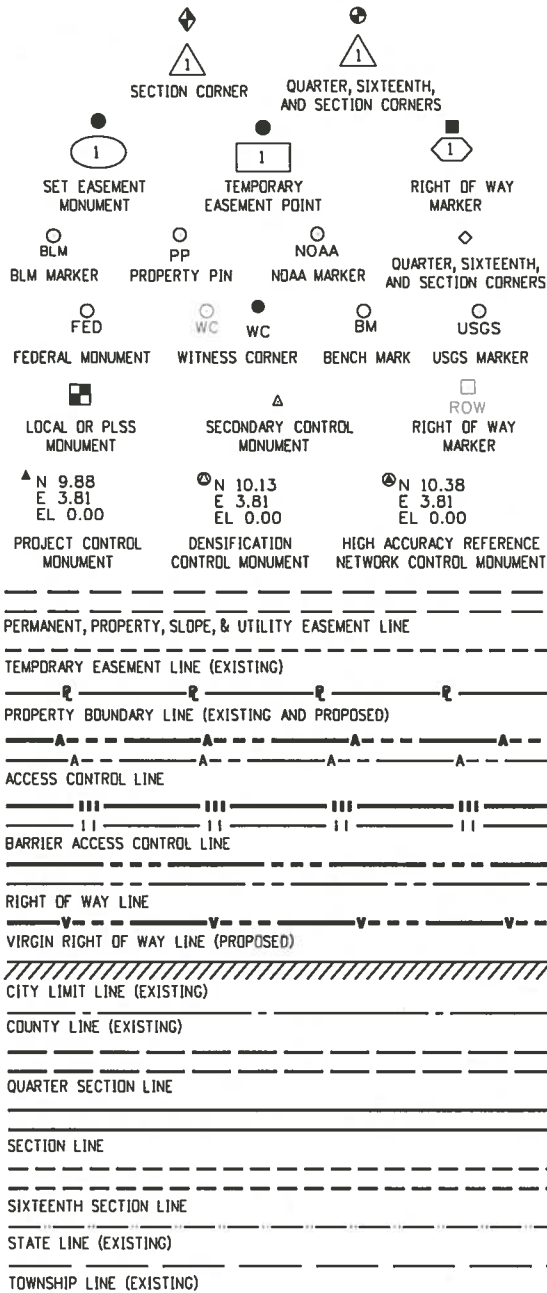 1
1
SECTION CORNER
QUARTER, SIXTEENTH,
AND SECTION CORNERS
1
1
1
SET EASEMENT
MONUMENT
TEMPORARY
EASEMENT POINT
RIGHT OF WAY
MARKER
BLM
PP
NOAA
BLM MARKER
PROPERTY PIN
NOAA MARKER
QUARTER, SIXTEENTH,
AND SECTION CORNERS
FED
WC
WC
BM
USGS
FEDERAL MONUMENT
WITNESS CORNER
BENCH MARK
USGS MARKER
ROW
LOCAL OR PLSS
MONUMENT
SECONDARY CONTROL
MONUMENT
RIGHT OF WAY
MARKER
N 9.88
E 3.81
EL 0.00
N 10.13
E 3.81
EL 0.00
N 10.38
E 3.81
EL 0.00
PROJECT CONTROL
MONUMENT
DENSIFICATION
CONTROL MONUMENT
HIGH ACCURACY REFERENCE
NETWORK CONTROL MONUMENT
PERMANENT, PROPERTY, SLOPE, & UTILITY EASEMENT LINE
TEMPORARY EASEMENT LINE (EXISTING)
PROPERTY BOUNDARY LINE (EXISTING AND PROPOSED)
A A A A
A A A A
ACCESS CONTROL LINE
BARRIER ACCESS CONTROL LINE
RIGHT OF WAY LINE
V V V V
VIRGIN RIGHT OF WAY LINE (PROPOSED)
CITY LIMIT LINE (EXISTING)
COUNTY LINE (EXISTING)
QUARTER SECTION LINE
SECTION LINE
SIXTEENTH SECTION LINE
STATE LINE (EXISTING)
TOWNSHIP LINE (EXISTING)